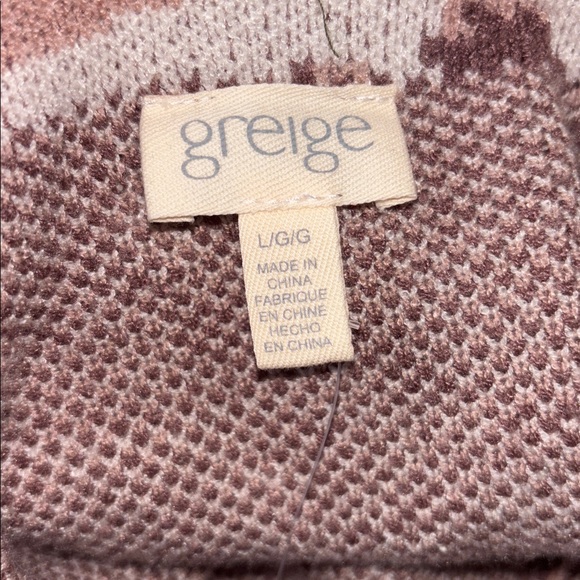 greige
L/G/G
MADE IN
CHINA
FABRIQUE
EN CHINE
HECHO
EN CHINA